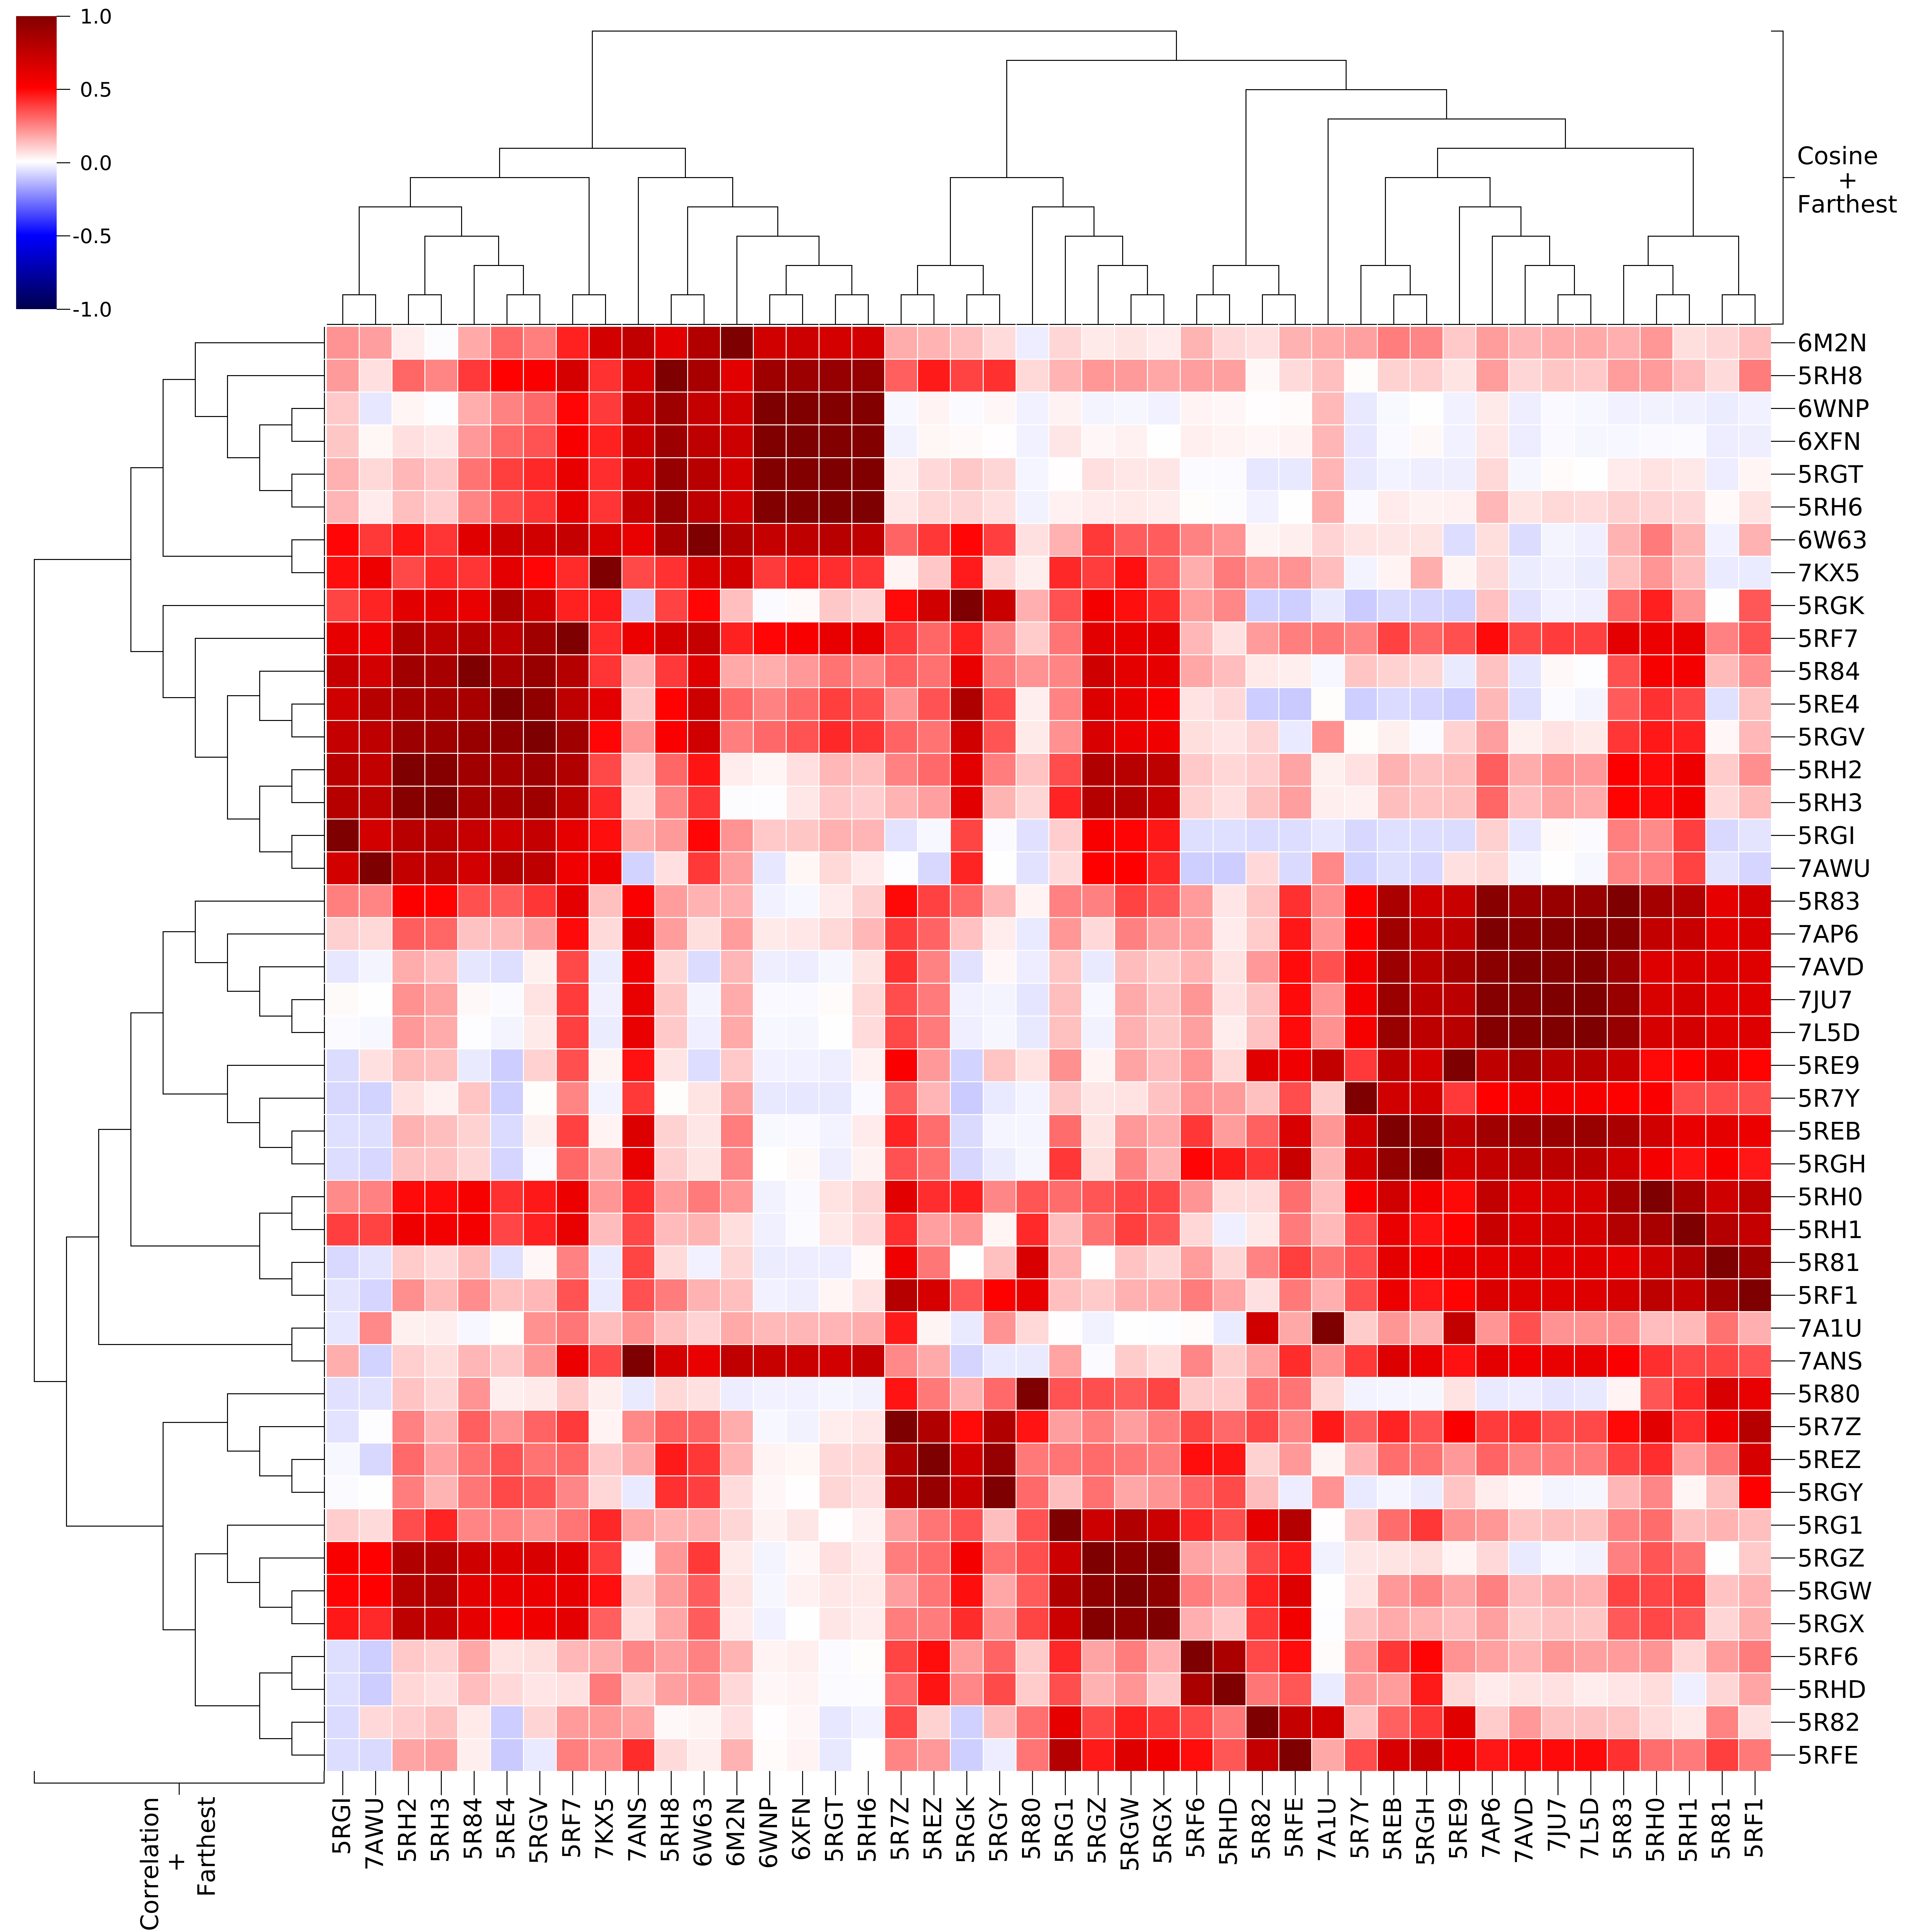 1.0
0.5
0.0
-0.5
-1.0
Cosine
+
Farthest
6M2N
5RH8
6WNP
6XFN
5RGT
5RH6
6W63
7KX5
5RGK
5RF7
5R84
5RE4
5RGV
5RH2
5RH3
5RGI
7AWU
5R83
7AP6
7AVD
7JU7
7L5D
5RE9
5R7Y
5REB
5RGH
5RH0
5RH1
5R81
5RF1
7A1U
7ANS
5R80
5R7Z
5REZ
5RGY
5RG1
5RGZ
5RGW
5RGX
5RF6
5RHD
5R82
5RFE
Correlation
+
Farthest
5RGI
7AWU
5RH2
5RH3
5R84
5RE4
5RGV
5RF7
7KX5
7ANS
5RH8
6W63
6M2N
6WNP
6XFN
5RGT
5RH6
5R7Z
5REZ
5RGK
5RGY
5R80
5RG1
5RGZ
5RGW
5RGX
5RF6
5RHD
5R82
5RFE
7A1U
5R7Y
5REB
5RGH
5RE9
7AP6
7AVD
7JU7
7L5D
5R83
5RH0
5RH1
5R81
5RF1